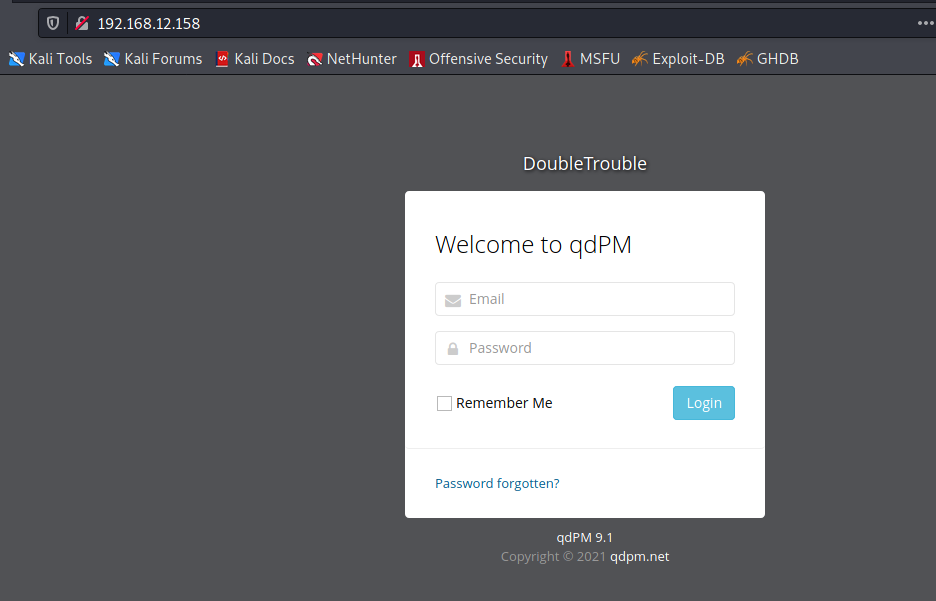 192.168.12.158
Kali Tools Kali Forums Kali Docs NetHunter Offensive Security MSFU Exploit-DB GHDB
DoubleTrouble
Welcome to qdPM
Email
Password
Remember Me Login
Password forgotten?
qdPM 9.1
Copyright © 2021 qdpm.net